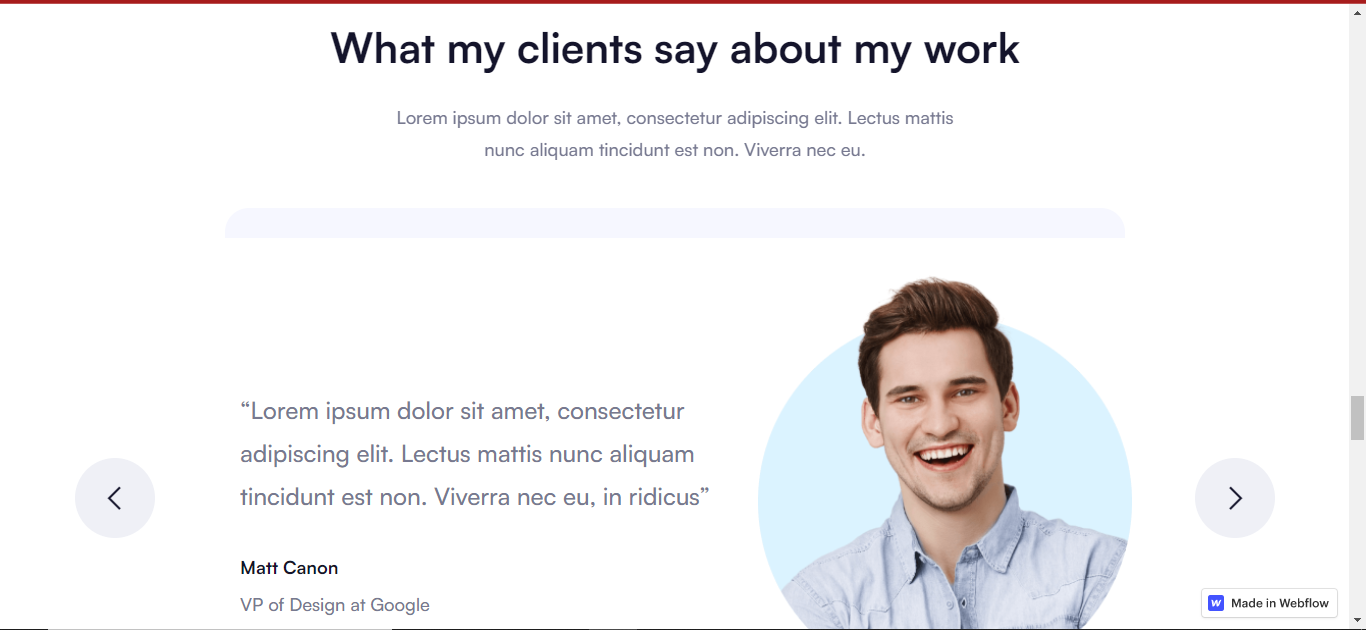 What my clients say about my work
Lorem ipsum dolor sit amet, consectetur adipiscing elit. Lectus mattis
nunc aliquam tincidunt est non. Viverra nec eu.
“Lorem ipsum dolor sit amet, consectetur
adipiscing elit. Lectus mattis nunc aliquam
tincidunt est non. Viverra nec eu, in ridicus”
Matt Canon
VP of Design at Google
Made in Webflow